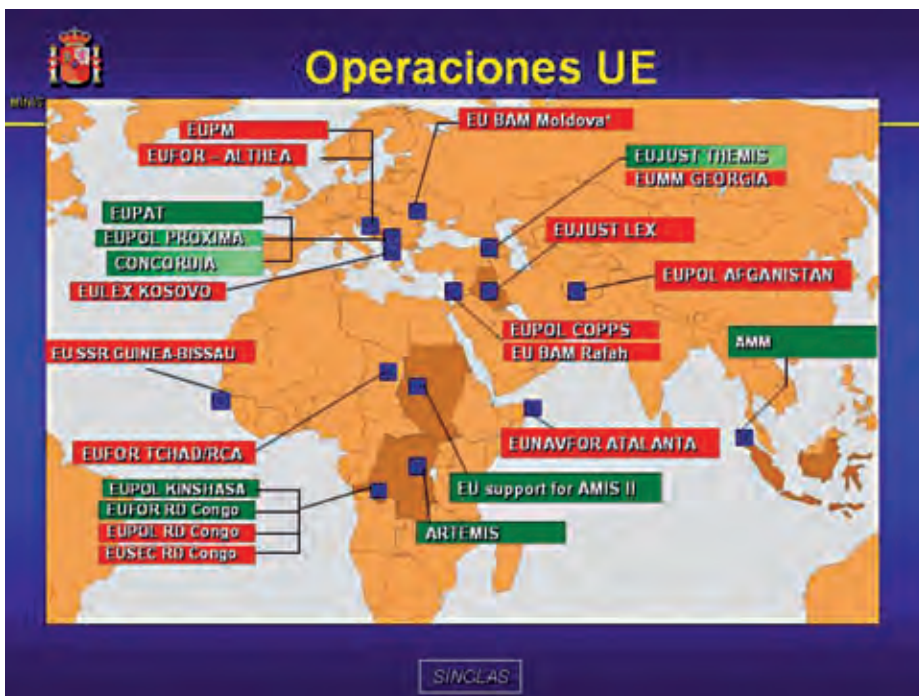 Operaciones UE
MINIS
EUPM
EUFOR – ALTHEA
EU BAM Moldova*
EUJUST THEMIS
EUMM GEORGIA
EUPAT
EUPOL PROXIMA
CONCORDIA
EULEX KOSOVO
EUJUST LEX
EUPOL AFGANISTAN
EUPOL COPPS
EU BAM Rafah
AMM
EU SSR GUINEA-BISSAU
EUFOR TCHAD/RCA
EUNAVFOR ATALANTA
EUPOL KINSHASA
EUFOR RD Congo
EUPOL RD Congo
EUSEC RD Congo
EU support for AMIS II
ARTEMIS
SINCLAS